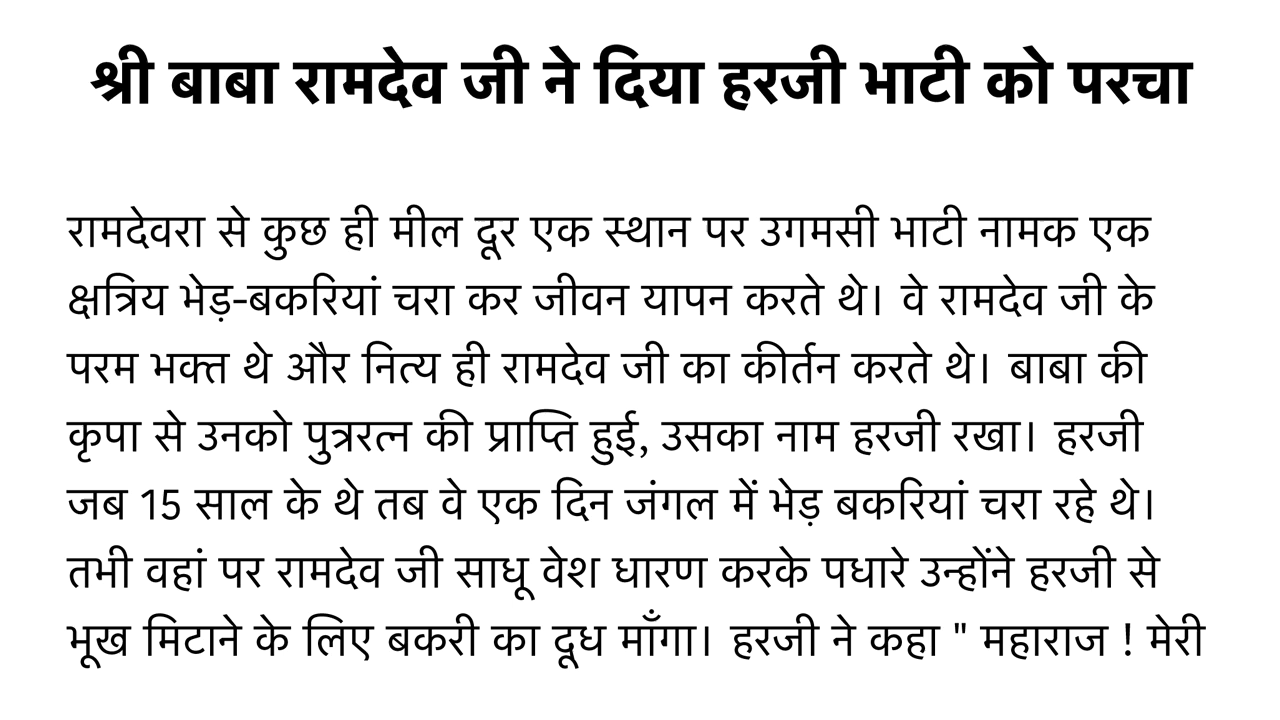 श्री बाबा रामदेव जी ने दिया हरजी भाटी को परचा
रामदेवरा से कुछ ही मील दूर एक स्थान पर उगमसी भाटी नामक एक
क्षत्रिय भेड़-बकरियां चरा कर जीवन यापन करते थे। वे रामदेव जी के
परम भक्त थे और नित्य ही रामदेव जी का कीर्तन करते थे। बाबा की
कृपा से उनको पुत्ररत्न की प्राप्ति हुई, उसका नाम हरजी रखा। हरजी
जब 15 साल के थे तब वे एक दिन जंगल में भेड़ बकरियां चरा रहे थे।
तभी वहां पर रामदेव जी साधू वेश धारण करके पधारे उन्होंने हरजी से
भूख मिटाने के लिए बकरी का दूध माँगा। हरजी ने कहा " महाराज ! मेरी